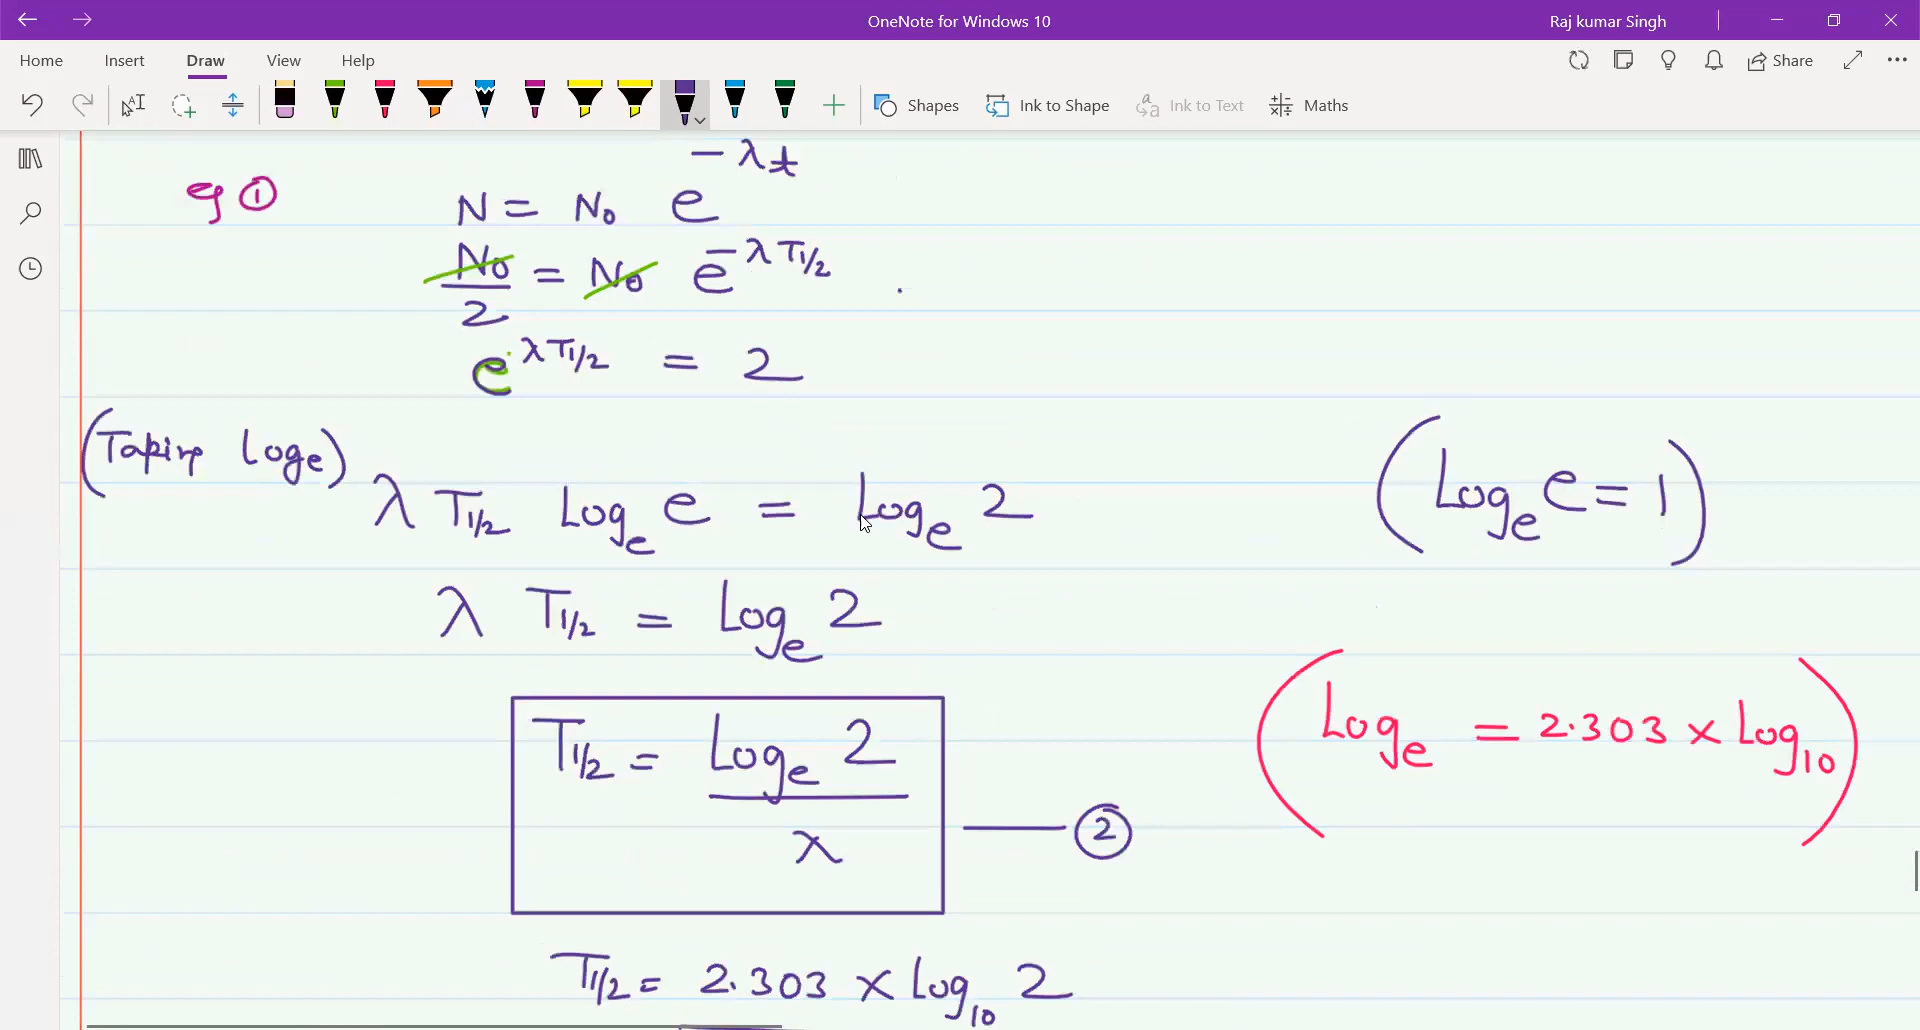 OneNote for Windows 10
Raj kumar Singh
Home Insert Draw View Help
Share
Shapes Ink to Shape Ink to Text Maths
eq ①
N = N₀ e^(-λt)
N₀/2 = N₀ e^(-λT1/2)
e^(λT1/2) = 2
(Taking Loge)
λ T1/2 Logₑ e = Logₑ 2
(Logₑ e = 1)
λ T1/2 = Logₑ 2
T1/2 = Logₑ 2 / λ —— ②
(Logₑ = 2.303 × Log₁₀)
T1/2 = 2.303 × Log₁₀ 2